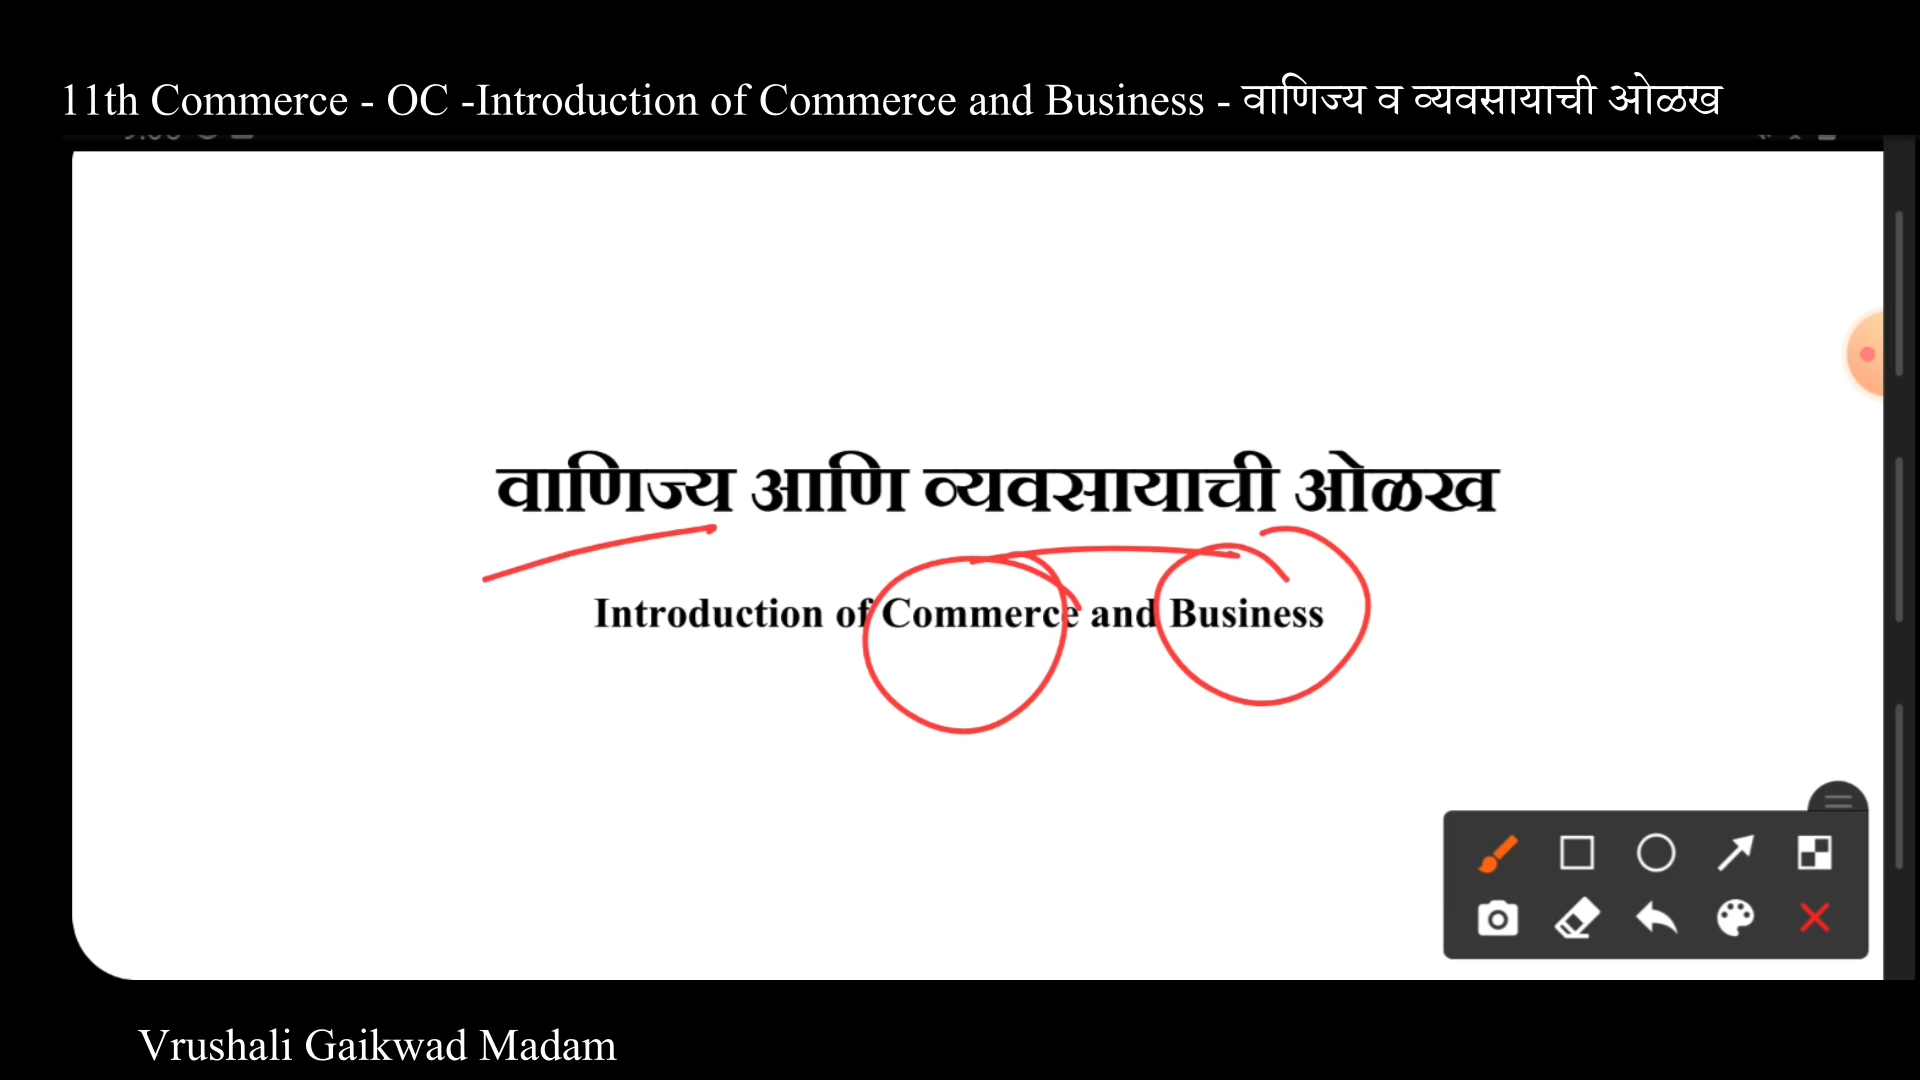 11th Commerce - OC -Introduction of Commerce and Business - वाणिज्य व व्यवसायाची ओळख
वाणिज्य आणि व्यवसायाची ओळख
Introduction of Commerce and Business
Vrushali Gaikwad Madam